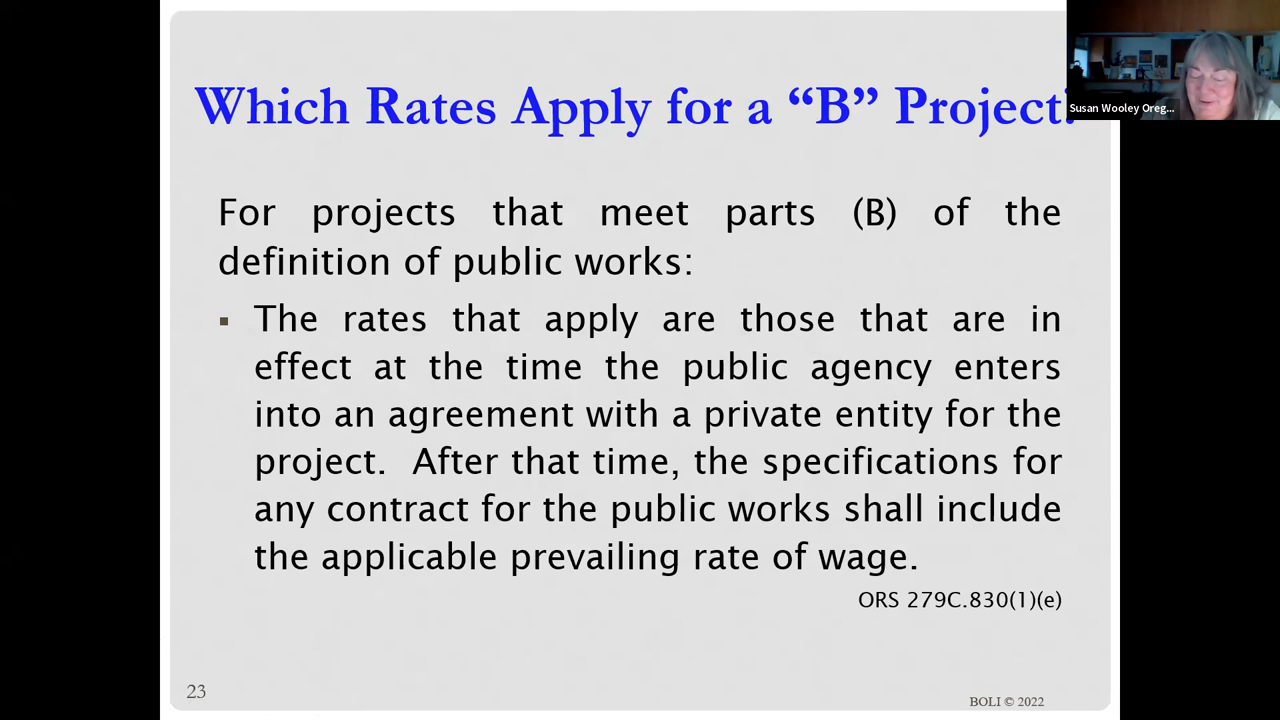 Which Rates Apply for a “B” Project?
Susan Wooley Oreg...
For projects that meet parts (B) of the
definition of public works:
▪ The rates that apply are those that are in
effect at the time the public agency enters
into an agreement with a private entity for the
project. After that time, the specifications for
any contract for the public works shall include
the applicable prevailing rate of wage.
ORS 279C.830(1)(e)
23
BOLI © 2022